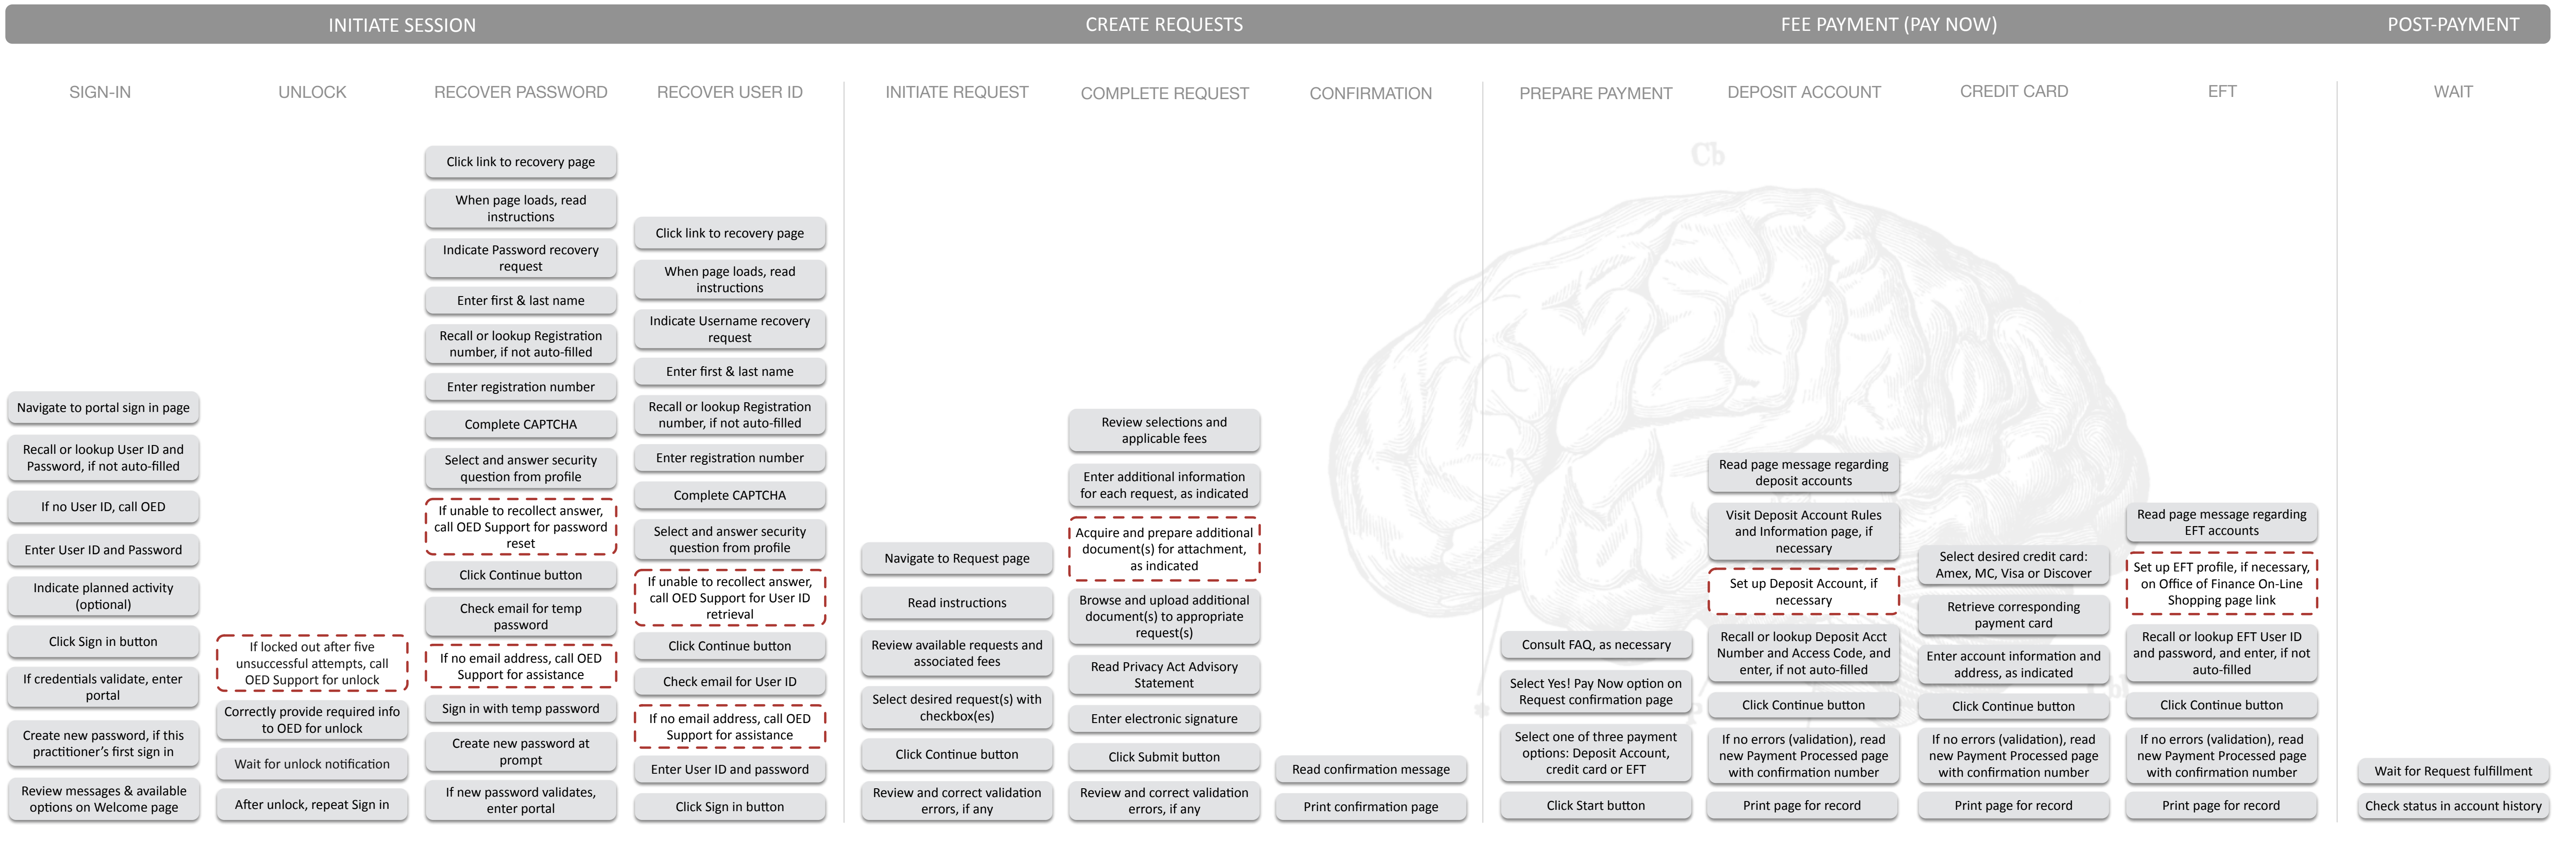 INITIATE SESSION
CREATE REQUESTS
FEE PAYMENT (PAY NOW)
POST-PAYMENT
SIGN-IN
UNLOCK
RECOVER PASSWORD
RECOVER USER ID
INITIATE REQUEST
COMPLETE REQUEST
CONFIRMATION
PREPARE PAYMENT
DEPOSIT ACCOUNT
CREDIT CARD
EFT
WAIT
Navigate to portal sign in page
Recall or lookup User ID and
Password, if not auto-filled
If no User ID, call OED
Enter User ID and Password
Indicate planned activity
(optional)
Click Sign in button
If credentials validate, enter
portal
Create new password, if this
practitioner's first sign in
Review messages & available
options on Welcome page
If locked out after five
unsuccessful attempts, call
OED Support for unlock
Correctly provide required info
to OED for unlock
Wait for unlock notification
After unlock, repeat Sign in
Click link to recovery page
When page loads, read
instructions
Indicate Password recovery
request
Enter first & last name
Recall or lookup Registration
number, if not auto-filled
Enter registration number
Complete CAPTCHA
Select and answer security
question from profile
If unable to recollect answer,
call OED Support for password
reset
Click Continue button
Check email for temp
password
If no email address, call OED
Support for assistance
Sign in with temp password
Create new password at
prompt
If new password validates,
enter portal
Click link to recovery page
When page loads, read
instructions
Indicate Username recovery
request
Enter first & last name
Recall or lookup Registration
number, if not auto-filled
Enter registration number
Complete CAPTCHA
Select and answer security
question from profile
If unable to recollect answer,
call OED Support for User ID
retrieval
Click Continue button
Check email for User ID
If no email address, call OED
Support for assistance
Enter User ID and password
Click Sign in button
Navigate to Request page
Read instructions
Review available requests and
associated fees
Select desired request(s) with
checkbox(es)
Click Continue button
Review and correct validation
errors, if any
Review selections and
applicable fees
Enter additional information
for each request, as indicated
Acquire and prepare additional
document(s) for attachment,
as indicated
Browse and upload additional
document(s) to appropriate
request(s)
Read Privacy Act Advisory
Statement
Enter electronic signature
Click Submit button
Review and correct validation
errors, if any
Read confirmation message
Print confirmation page
Consult FAQ, as necessary
Select Yes! Pay Now option on
Request confirmation page
Select one of three payment
options: Deposit Account,
credit card or EFT
Click Start button
Read page message regarding
deposit accounts
Visit Deposit Account Rules
and Information page, if
necessary
Set up Deposit Account, if
necessary
Recall or lookup Deposit Acct
Number and Access Code, and
enter, if not auto-filled
Click Continue button
If no errors (validation), read
new Payment Processed page
with confirmation number
Print page for record
Select desired credit card:
Amex, MC, Visa or Discover
Retrieve corresponding
payment card
Enter account information and
address, as indicated
Click Continue button
If no errors (validation), read
new Payment Processed page
with confirmation number
Print page for record
Read page message regarding
EFT accounts
Set up EFT profile, if necessary,
on Office of Finance On-Line
Shopping page link
Recall or lookup EFT User ID
and password, and enter, if not
auto-filled
Click Continue button
If no errors (validation), read
new Payment Processed page
with confirmation number
Print page for record
Wait for Request fulfillment
Check status in account history
Cb